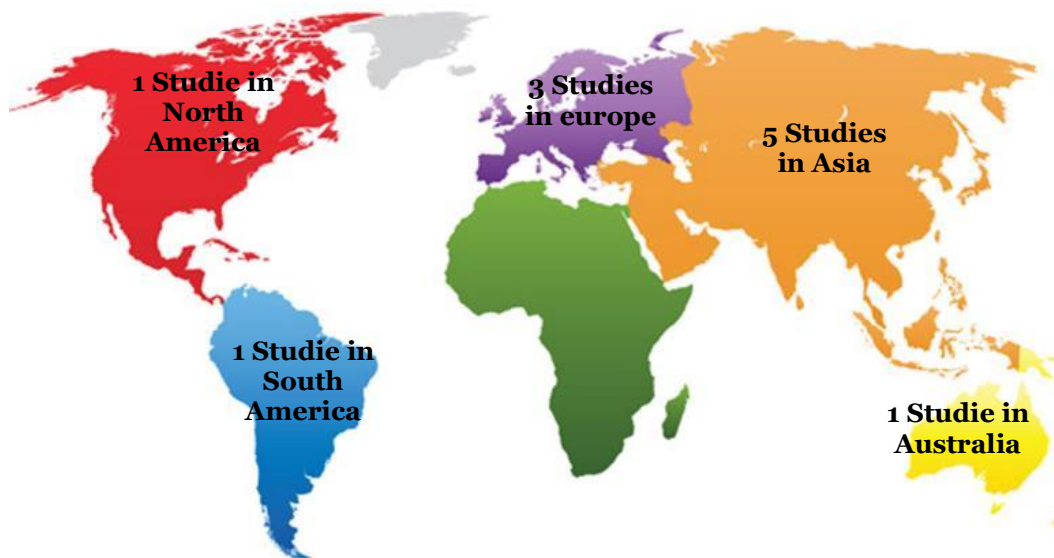 1 Studie in
North
America
3 Studies
in europe
5 Studies
in Asia
1 Studie in
South
America
1 Studie in
Australia